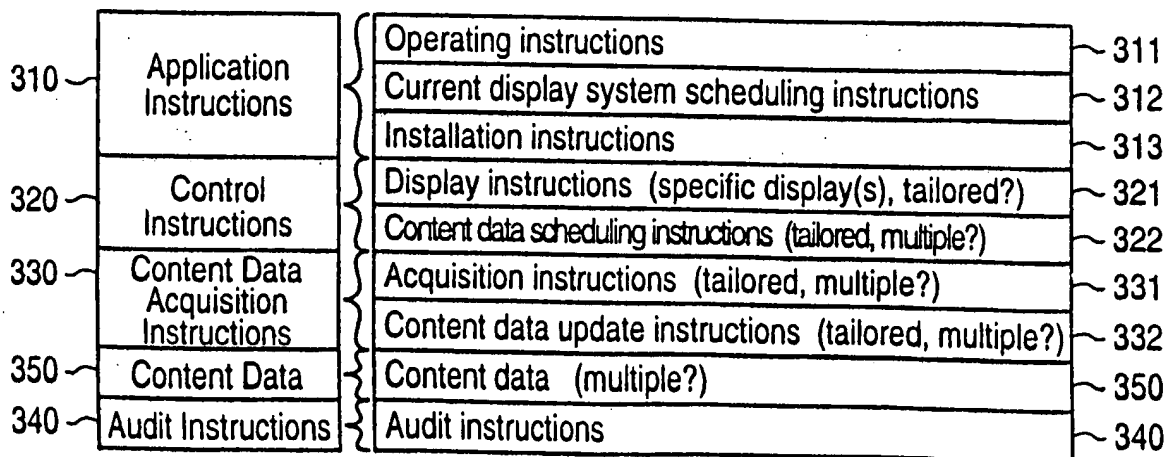 310
Application
Instructions
Operating instructions
311
Current display system scheduling instructions
312
Installation instructions
313
320
Control
Instructions
Display instructions (specific display(s), tailored?)
321
Content data scheduling instructions (tailored, multiple?)
322
330
Content Data
Acquisition
Instructions
Acquisition instructions (tailored, multiple?)
331
Content data update instructions (tailored, multiple?)
332
350
Content Data
Content data (multiple?)
350
340
Audit Instructions
Audit instructions
340